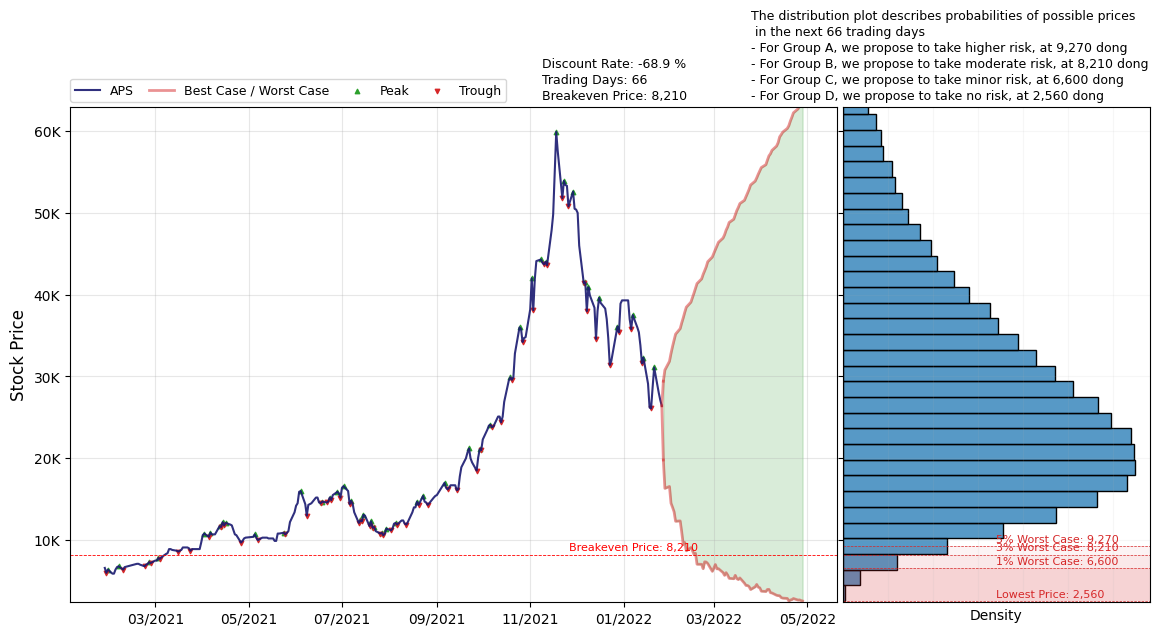 The distribution plot describes probabilities of possible prices
in the next 66 trading days
- For Group A, we propose to take higher risk, at 9,270 dong
- For Group B, we propose to take moderate risk, at 8,210 dong
- For Group C, we propose to take minor risk, at 6,600 dong
- For Group D, we propose to take no risk, at 2,560 dong
Discount Rate: -68.9 %
Trading Days: 66
Breakeven Price: 8,210
APS
Best Case / Worst Case
Peak
Trough
Stock Price
60K
50K
40K
30K
20K
10K
Breakeven Price: 8,210
5% Worst Case: 9,270
3% Worst Case: 8,210
1% Worst Case: 6,600
Lowest Price: 2,560
03/2021
05/2021
07/2021
09/2021
11/2021
01/2022
03/2022
05/2022
Density